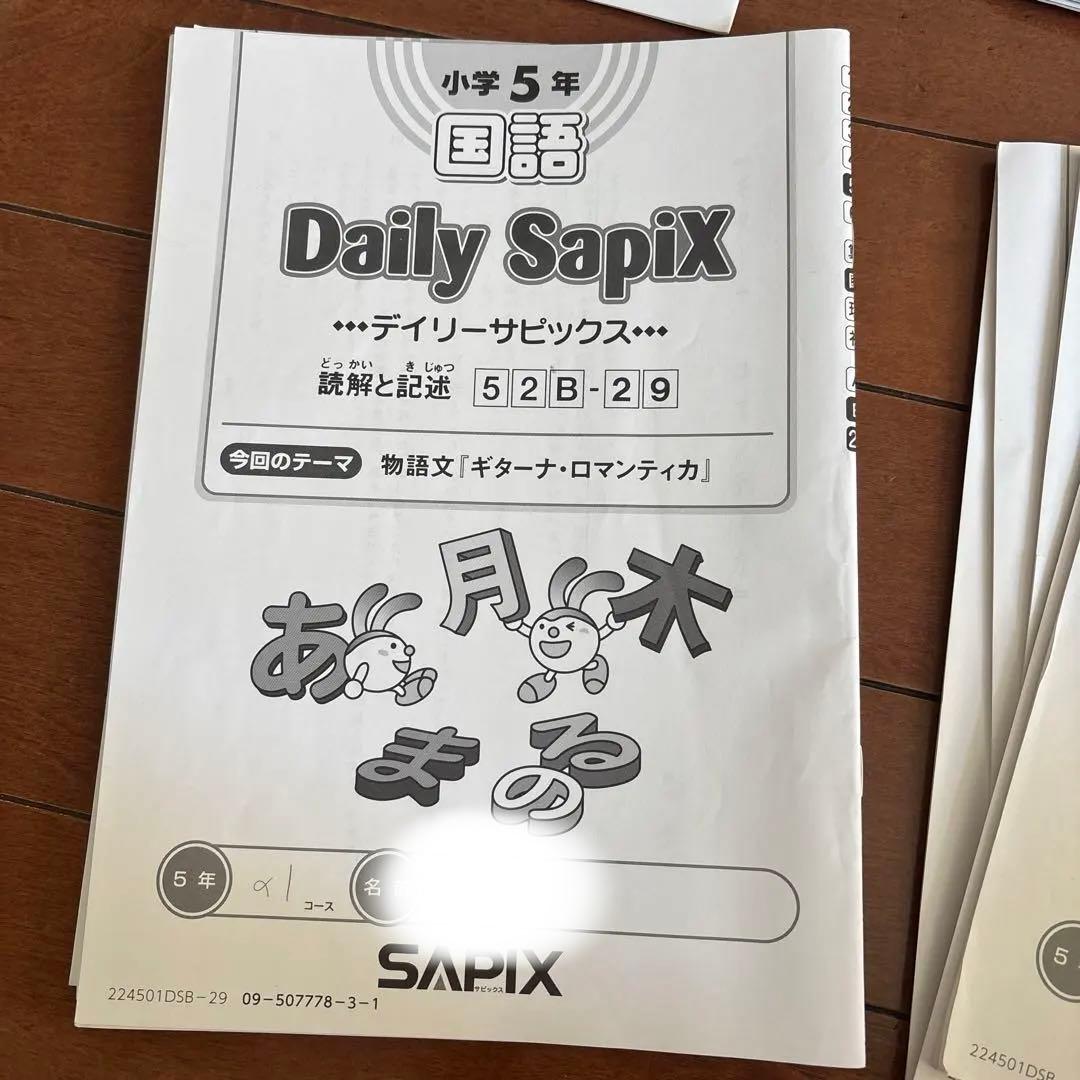 小学5年
国語
Daily SapiX
デイリーサピックス
どっかい きじゅつ
読解と記述 52B-29
今回のテーマ 物語文『ギターナ・ロマンティカ』
月
木
あ
まるの
5年 α1 コース 名
SAPIX
サピックス
224501DSB-29 09-507778-3-1
5
224501DSB